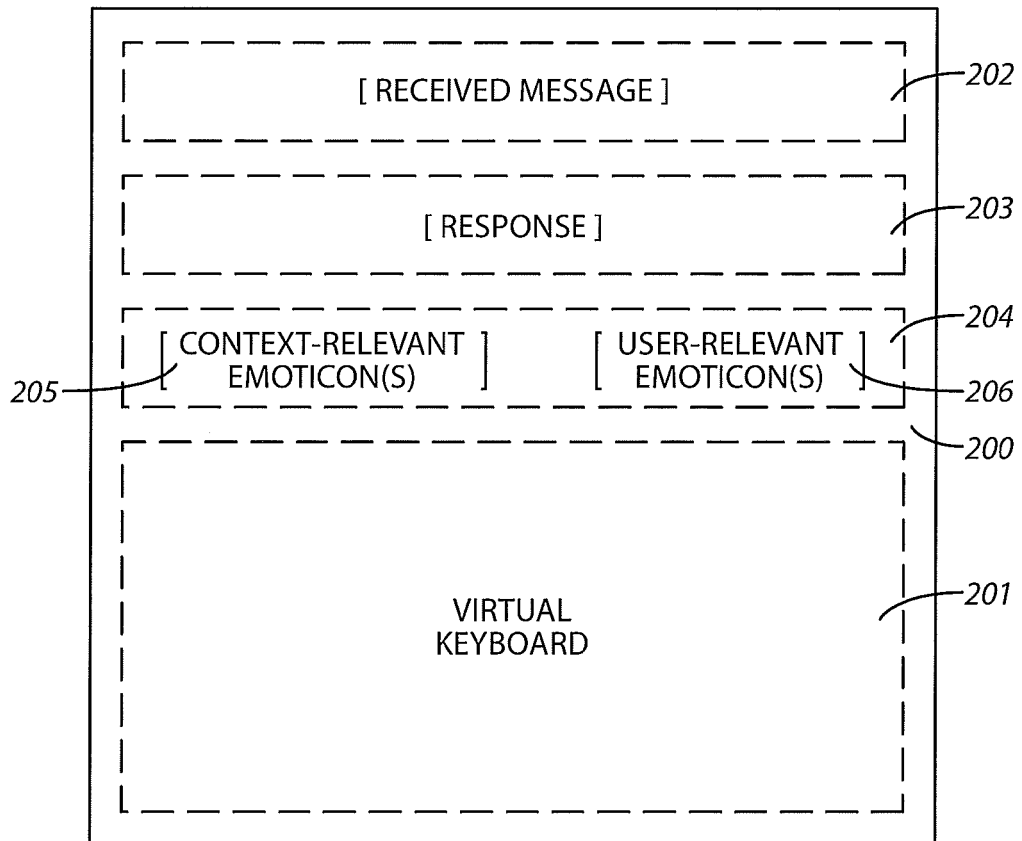 [ RECEIVED MESSAGE ]
202
[ RESPONSE ]
203
204
[ CONTEXT-RELEVANT
EMOTICON(S) ]
[ USER-RELEVANT
EMOTICON(S) ]
205
206
200
201
VIRTUAL
KEYBOARD